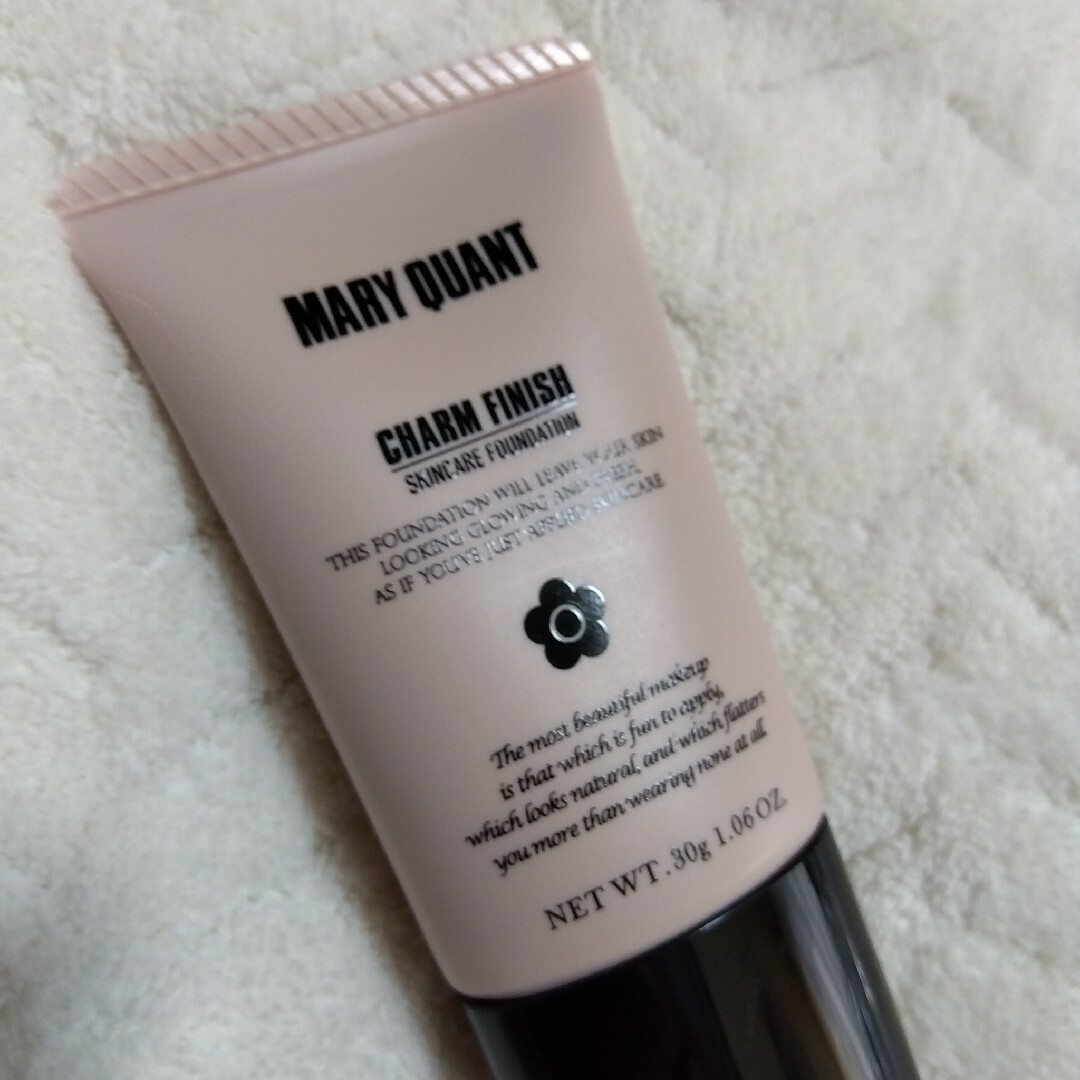 MARY QUANT
CHARM FINISH
SKINCARE FOUNDATION
THIS FOUNDATION WILL LEAVE YOUR SKIN
LOOKING GLOWING AND FRESH
AS IF YOU'VE JUST APPLIED SKINCARE
The most beautiful makeup
is that which is fun to apply,
which looks natural, and which flatters
you more than wearing none at all.
NET WT. 30g 1.06 OZ.